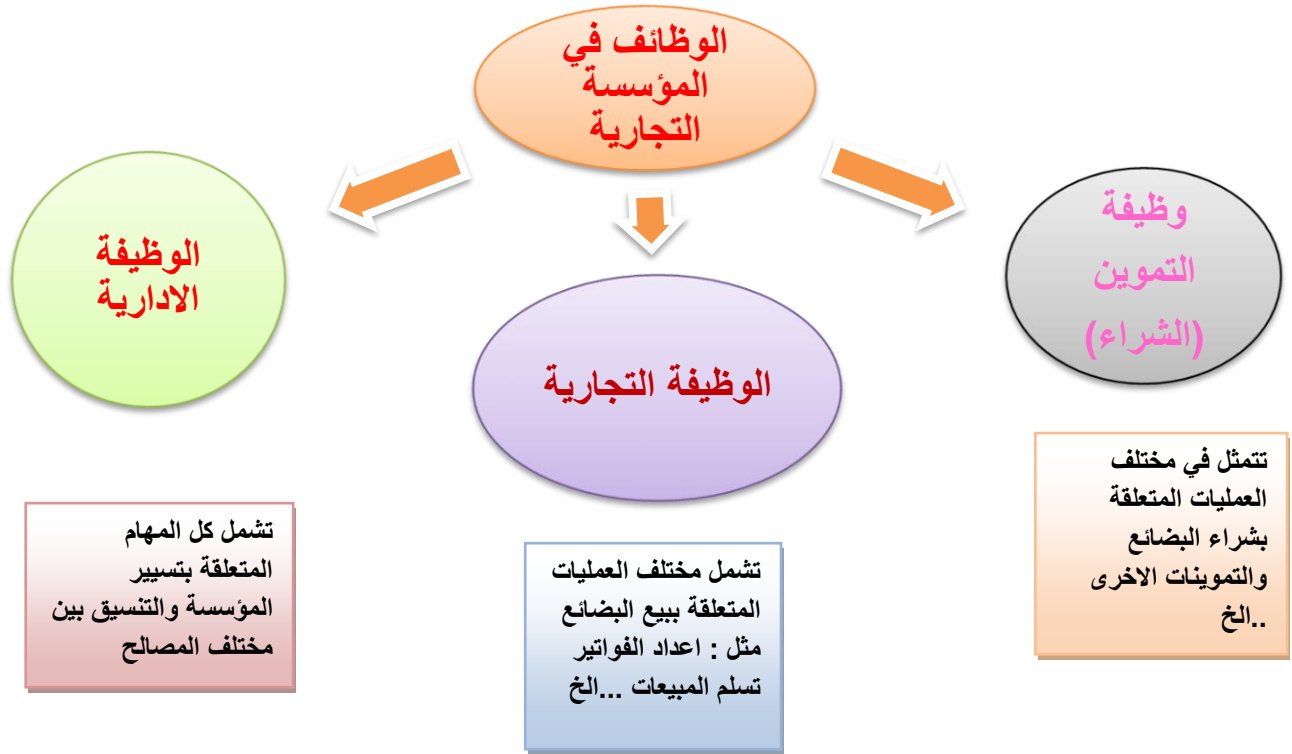 الوظائف في
المؤسسة
التجارية
وظيفة
التموين
(الشراء)
الوظيفة التجارية
الوظيفة
الادارية
تتمثل في مختلف
العمليات المتعلقة
بشراء البضائع
والتموينات الاخرى
..الخ
تشمل مختلف العمليات
المتعلقة ببيع البضائع
مثل : اعداد الفواتير
تسلم المبيعات ...الخ
تشمل كل المهام
المتعلقة بتسيير
المؤسسة والتنسيق بين
مختلف المصالح